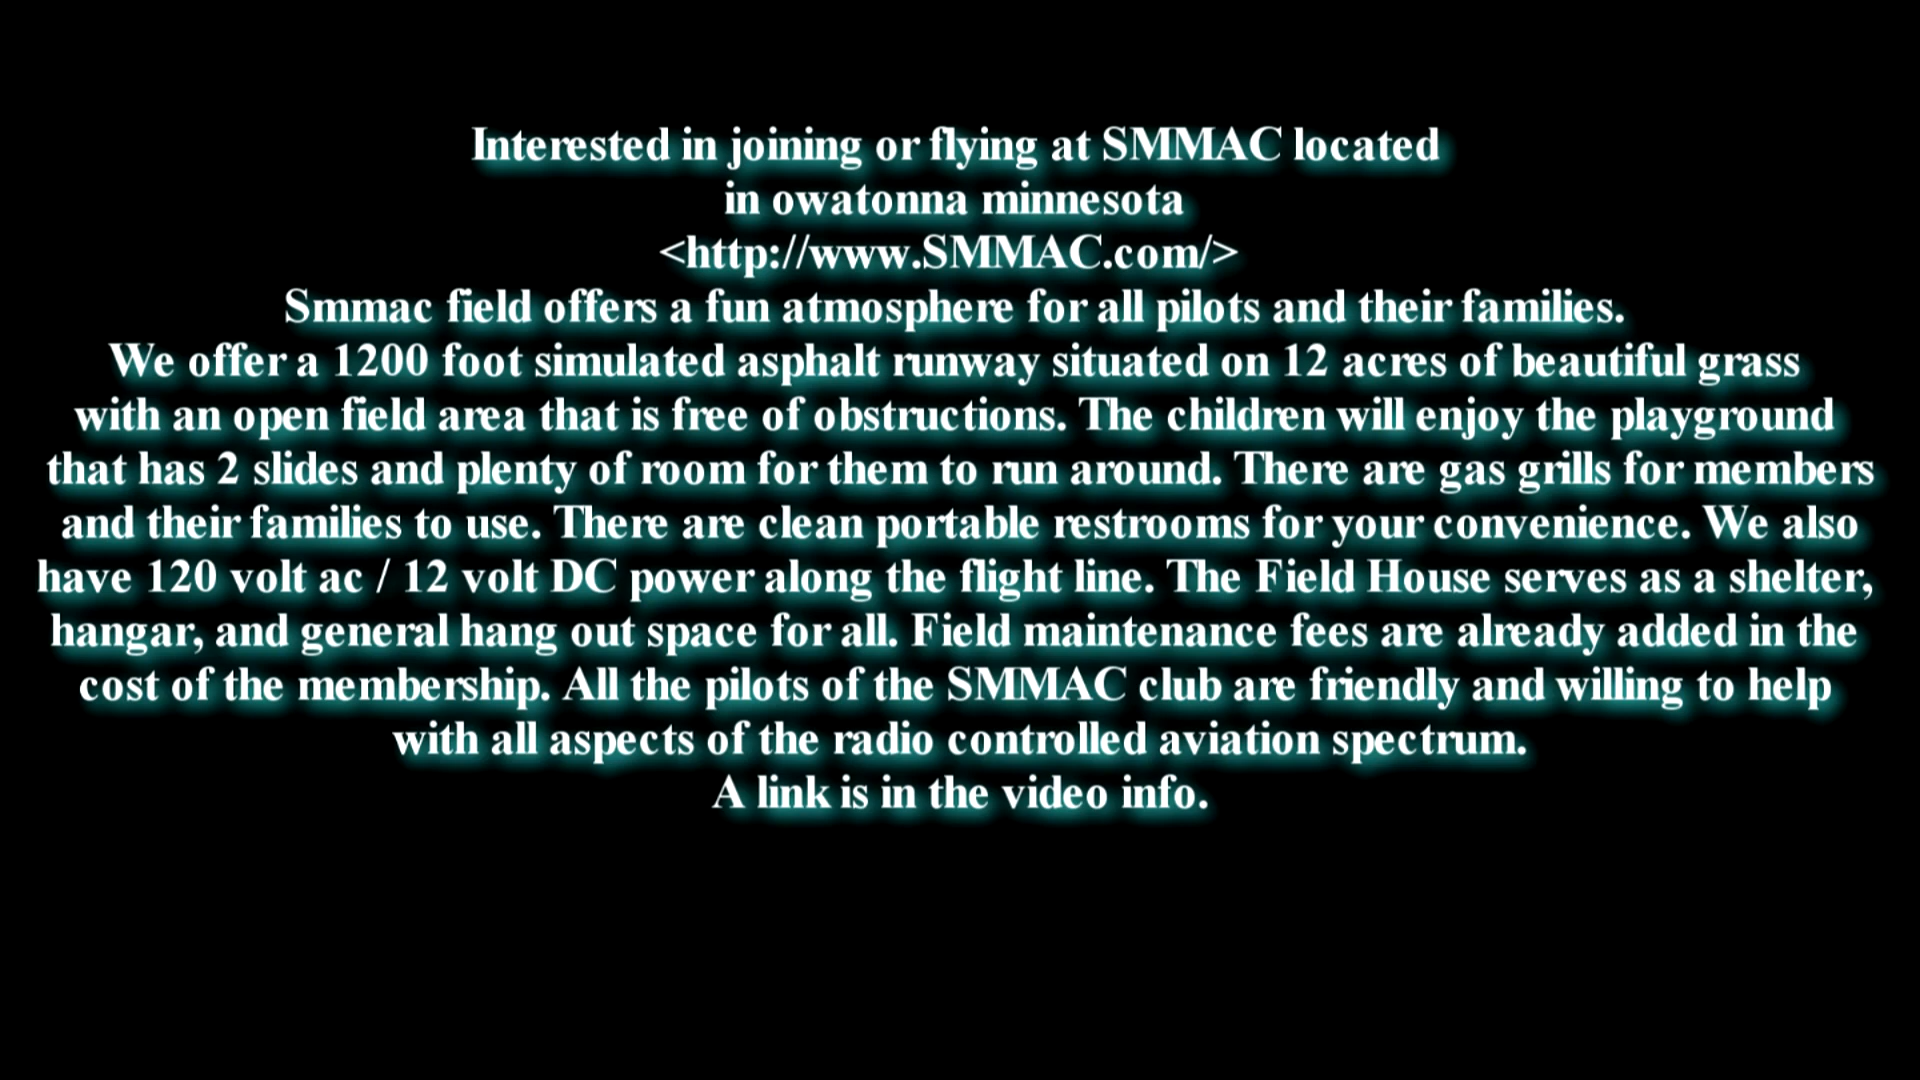 Interested in joining or flying at SMMAC located
in owatonna minnesota
<http://www.SMMAC.com/>
Smmac field offers a fun atmosphere for all pilots and their families.
We offer a 1200 foot simulated asphalt runway situated on 12 acres of beautiful grass
with an open field area that is free of obstructions. The children will enjoy the playground
that has 2 slides and plenty of room for them to run around. There are gas grills for members
and their families to use. There are clean portable restrooms for your convenience. We also
have 120 volt ac / 12 volt DC power along the flight line. The Field House serves as a shelter,
hangar, and general hang out space for all. Field maintenance fees are already added in the
cost of the membership. All the pilots of the SMMAC club are friendly and willing to help
with all aspects of the radio controlled aviation spectrum.
A link is in the video info.